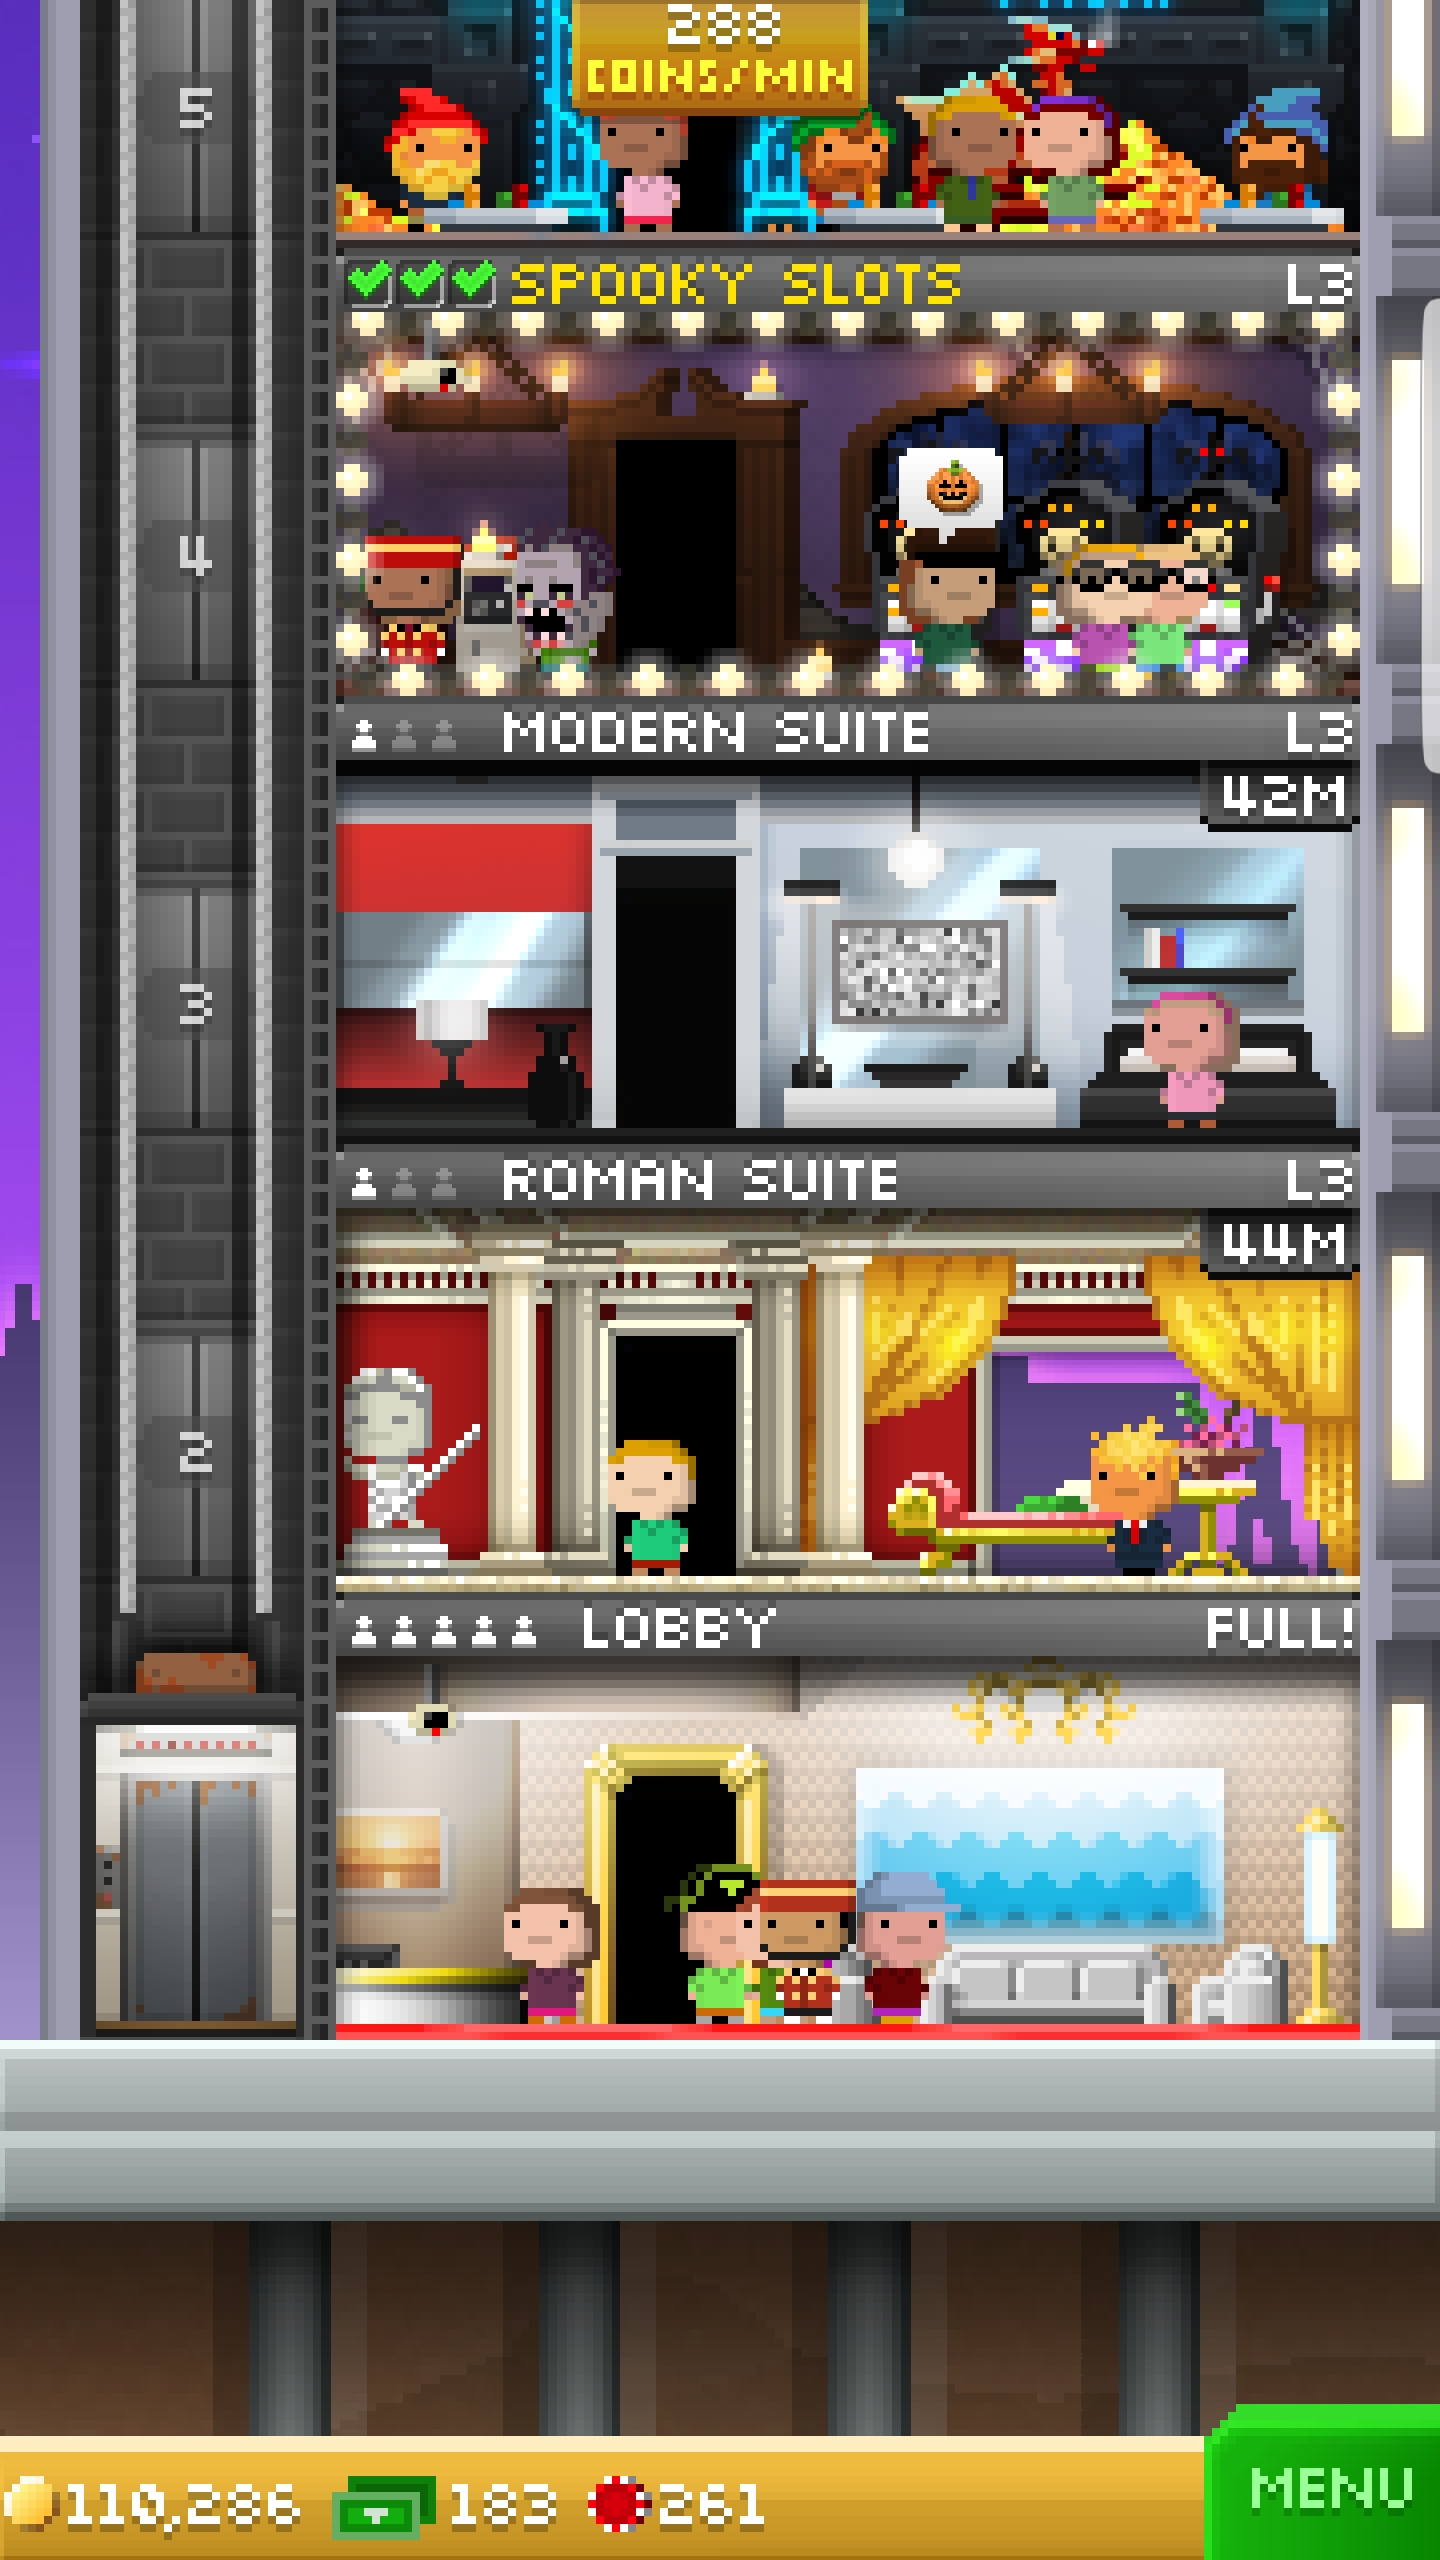 288
COINS/MIN
5
SPOOKY SLOTS L3
4
MODERN SUITE L3
42M
3
ROMAN SUITE L3
44M
2
LOBBY FULL!
110,286 183 261
MENU